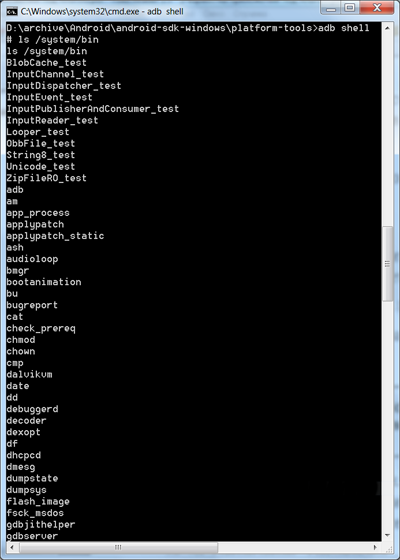 C:\Windows\system32\cmd.exe - adb shell
D:\archive\Android\android-sdk-windows\platform-tools>adb shell
# ls /system/bin
ls /system/bin
BlobCache_test
InputChannel_test
InputDispatcher_test
InputEvent_test
InputPublisherAndConsumer_test
InputReader_test
Looper_test
ObbFile_test
String8_test
Unicode_test
ZipFileRO_test
adb
am
app_process
applypatch
applypatch_static
ash
audioloop
bmgr
bootanimation
bu
bugreport
cat
check_prereq
chmod
chown
cmp
dalvikvm
date
dd
debuggerd
decoder
dexopt
df
dhcpcd
dmesg
dumpstate
dumpsys
flash_image
fsck_msdos
gdbjithelper
gdbserver